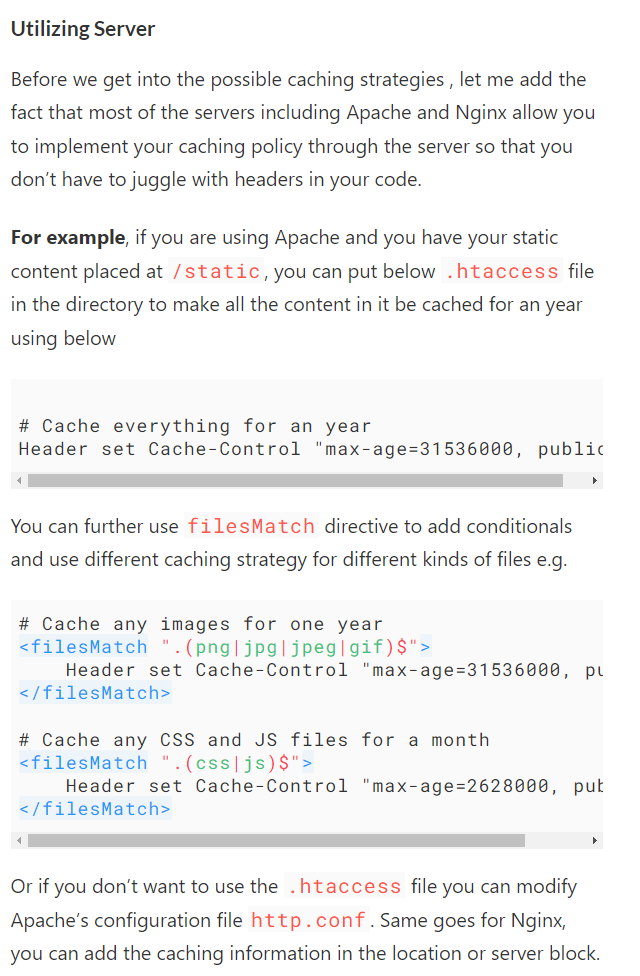 Utilizing Server
Before we get into the possible caching strategies , let me add the
fact that most of the servers including Apache and Nginx allow you
to implement your caching policy through the server so that you
don’t have to juggle with headers in your code.
For example, if you are using Apache and you have your static
content placed at /static, you can put below .htaccess file
in the directory to make all the content in it be cached for an year
using below
# Cache everything for an year
Header set Cache-Control "max-age=31536000, public
You can further use filesMatch directive to add conditionals
and use different caching strategy for different kinds of files e.g.
# Cache any images for one year
<filesMatch ".(png|jpg|jpeg|gif)$">
    Header set Cache-Control "max-age=31536000, pu
</filesMatch>
# Cache any CSS and JS files for a month
<filesMatch ".(css|js)$">
    Header set Cache-Control "max-age=2628000, pub
</filesMatch>
Or if you don’t want to use the .htaccess file you can modify
Apache’s configuration file http.conf. Same goes for Nginx,
you can add the caching information in the location or server block.